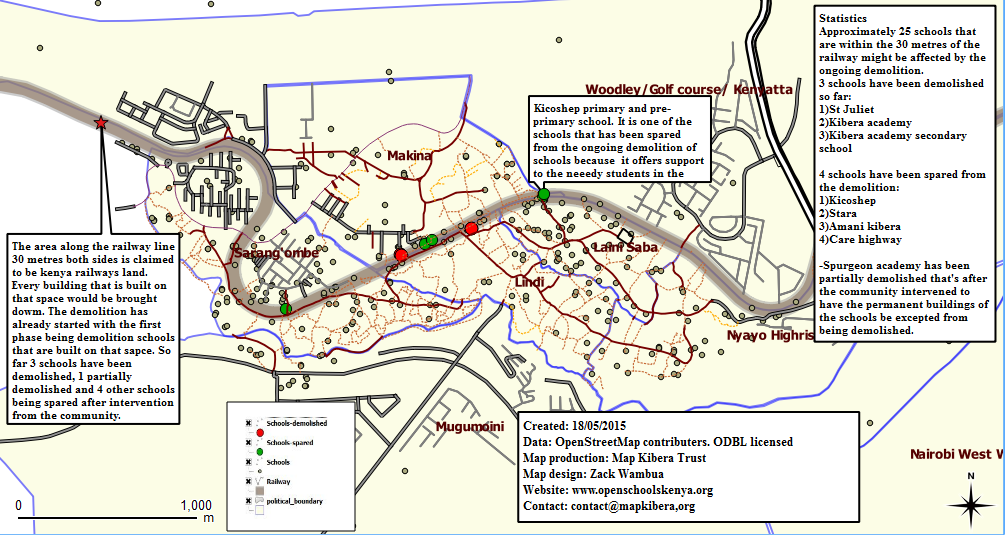 Statistics
Approximately 25 schools that
are within the 30 metres of the
railway might be affected by the
ongoing demolition.
3 schools have been demolished
so far:
1)St Juliet
2)Kibera academy
3)Kibera academy secondary
school
4 schools have been spared from
the demolition:
1)Kicoshep
2)Stara
3)Amani kibera
4)Care highway
-Spurgeon academy has been
partially demolished that's after
the community intervened to
have the permanent buildings of
the schools be excepted from
being demolished.
Woodley/Golf course/ Kenyatta
Kicoshep primary and pre-
primary school. It is one of the
schools that has been spared
from the ongoing demolition of
schools because it offers support
to the neeedy students in the
Makina
Sarang'ombe
Laini Saba
Lindi
Nyayo Highris
Mugumoini
Nairobi West W
The area along the railway line
30 metres both sides is claimed
to be kenya railways land.
Every building that is built on
that space would be brought
dowm. The demolition has
already started with the first
phase being demolition schools
that are built on that sapce. So
far 3 schools have been
demolished, 1 partially
demolished and 4 other schools
being spared after intervention
from the community.
Schools-demolished
Schools-spared
Schools
Railway
political_boundary
Created: 18/05/2015
Data: OpenStreetMap contributers. ODBL licensed
Map production: Map Kibera Trust
Map design: Zack Wambua
Website: www.openschoolskenya.org
Contact: contact@mapkibera,org
0 1,000
m
N